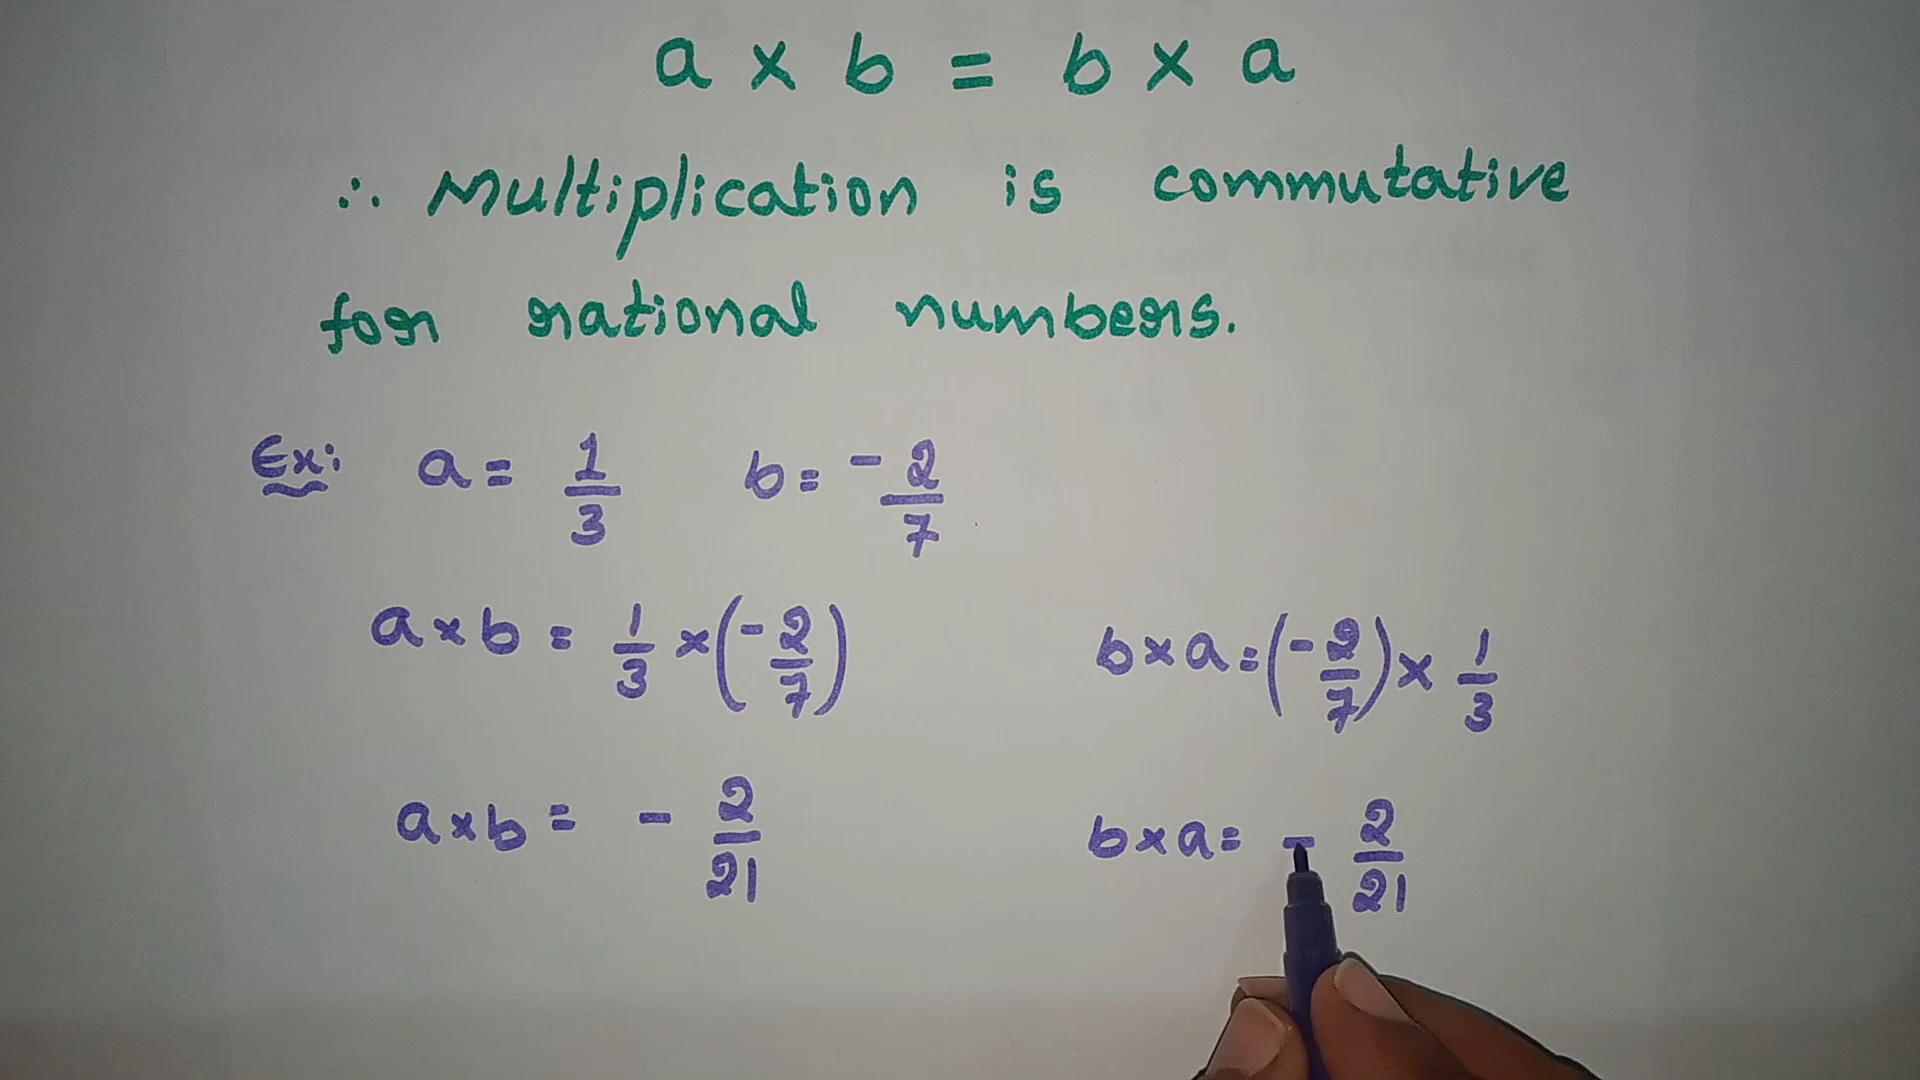 a × b = b × a
∴ Multiplication is commutative
for rational numbers.
Ex: a = 1/3 b = -2/7
a × b = 1/3 × (-2/7) b × a = (-2/7) × 1/3
a × b = -2/21 b × a = -2/21